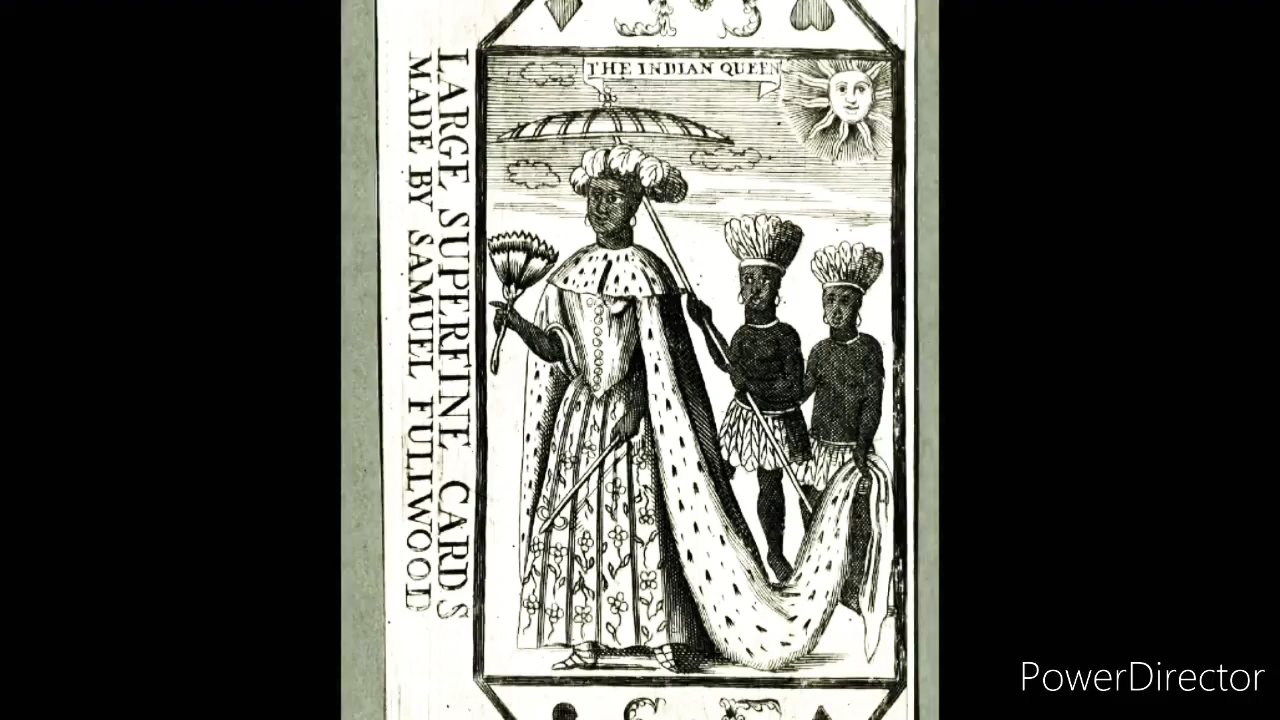 THE INDIAN QUEEN
LARGE SUPERFINE CARDS
MADE BY SAMUEL FULLWOOD
PowerDirector